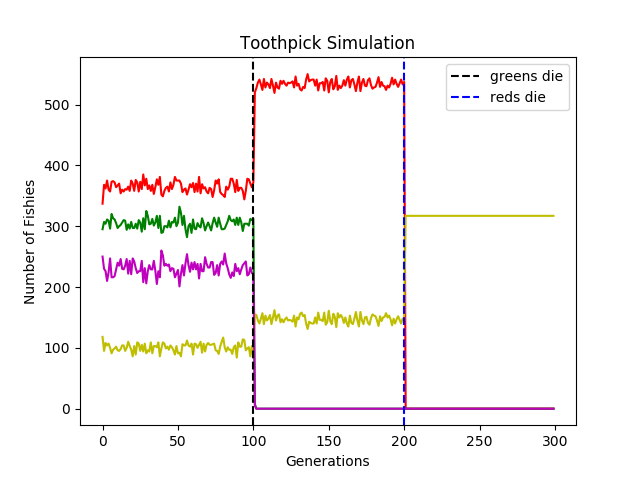 Toothpick Simulation
greens die
reds die
Number of Fishies
500
400
300
200
100
0
0 50 100 150 200 250 300
Generations